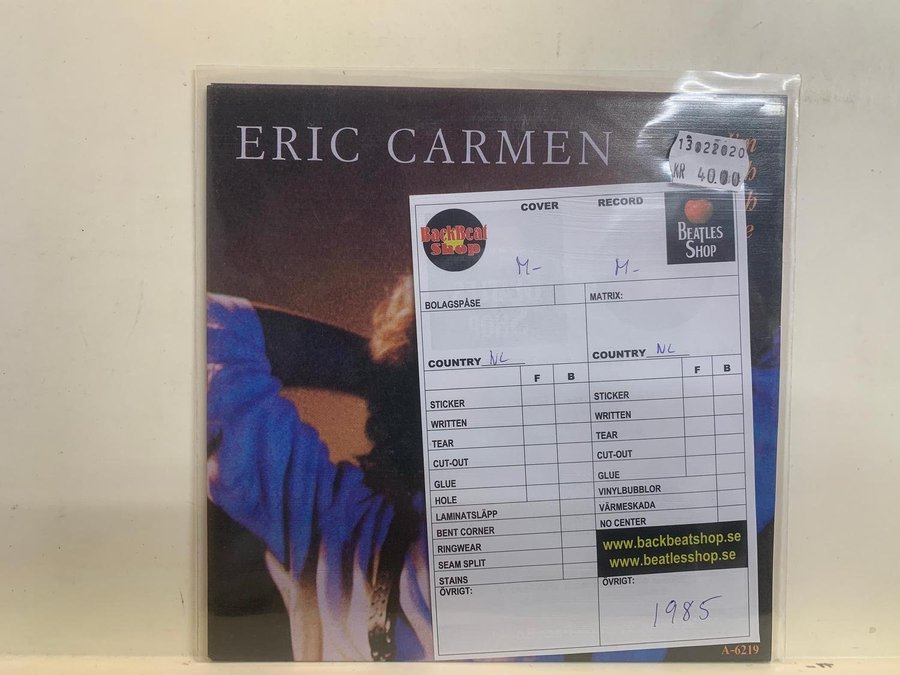 ERIC CARMEN
13022020
KR 40.00
COVER
RECORD
BackBeat
Shop
BEATLES
SHOP
M-
M-
BOLAGSPÅSE
MATRIX:
COUNTRY NL
COUNTRY NL
F B
F B
STICKER
WRITTEN
TEAR
CUT-OUT
GLUE
HOLE
LAMINATSLÄPP
BENT CORNER
RINGWEAR
SEAM SPLIT
STAINS
ÖVRIGT:
STICKER
WRITTEN
TEAR
CUT-OUT
GLUE
VINYLBUBBLOR
VÄRMESKADA
NO CENTER
www.backbeatshop.se
www.beatlesshop.se
ÖVRIGT:
1985
A-6219